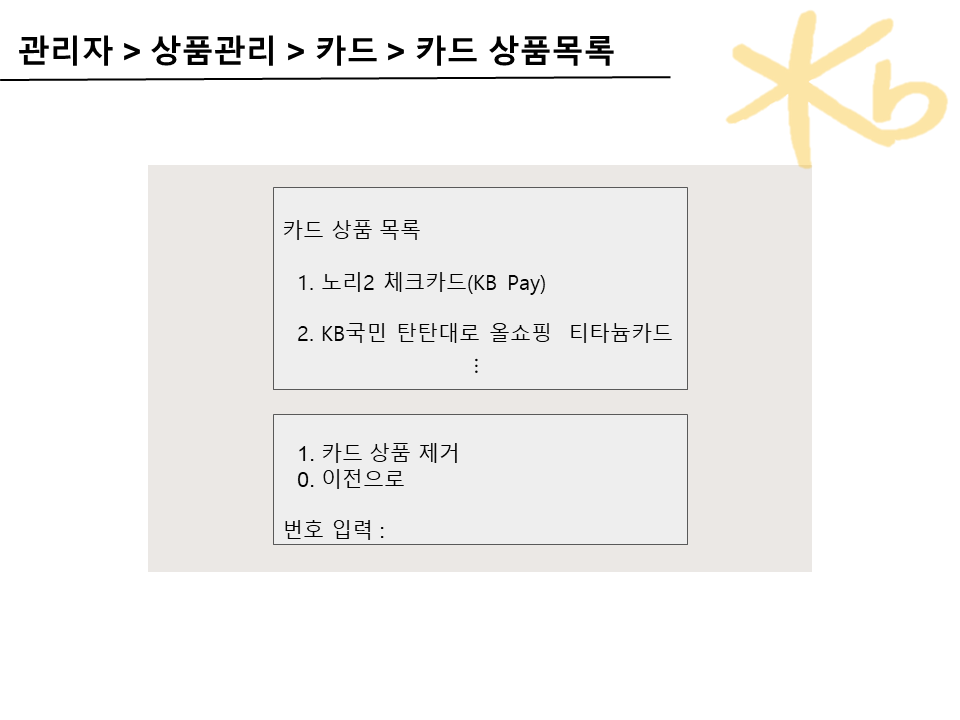 관리자 > 상품관리 > 카드 > 카드 상품목록
Kb
카드 상품 목록
1. 노리2 체크카드(KB Pay)
2. KB국민 탄탄대로 올쇼핑 티타늄카드
⋮
1. 카드 상품 제거
0. 이전으로
번호 입력 :